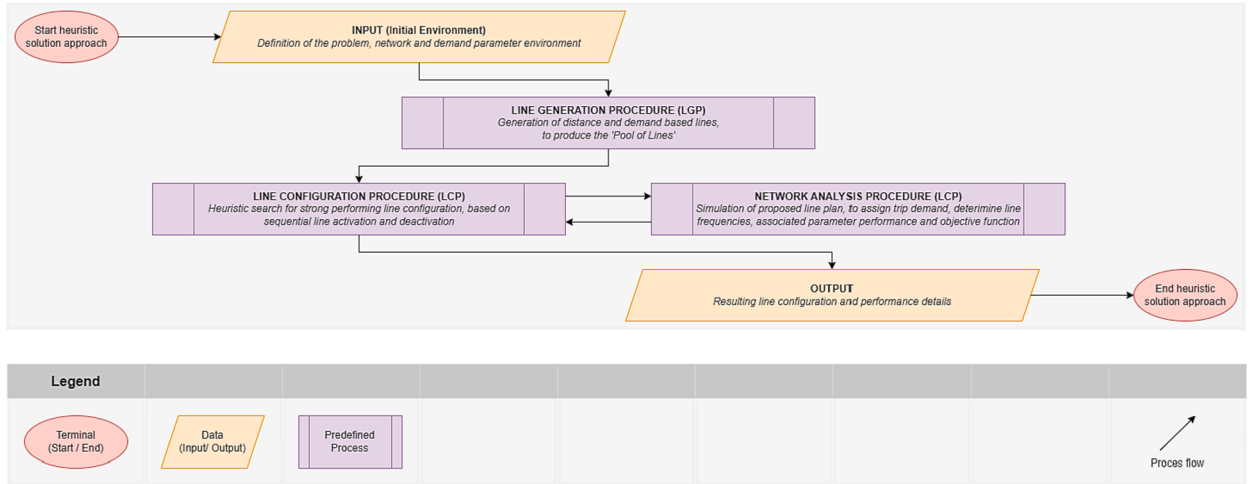 Start heuristic
solution approach
INPUT (Initial Environment)
Definition of the problem, network and demand parameter environment
LINE GENERATION PROCEDURE (LGP)
Generation of distance and demand based lines,
to produce the 'Pool of Lines'
LINE CONFIGURATION PROCEDURE (LCP)
Heuristic search for strong performing line configuration, based on
sequential line activation and deactivation
NETWORK ANALYSIS PROCEDURE (LCP)
Simulation of proposed line plan, to assign trip demand, determine line
frequencies, associated parameter performance and objective function
OUTPUT
Resulting line configuration and performance details
End heuristic
solution approach
Legend
Terminal
(Start / End)
Data
(Input/ Output)
Predefined
Process
Proces flow